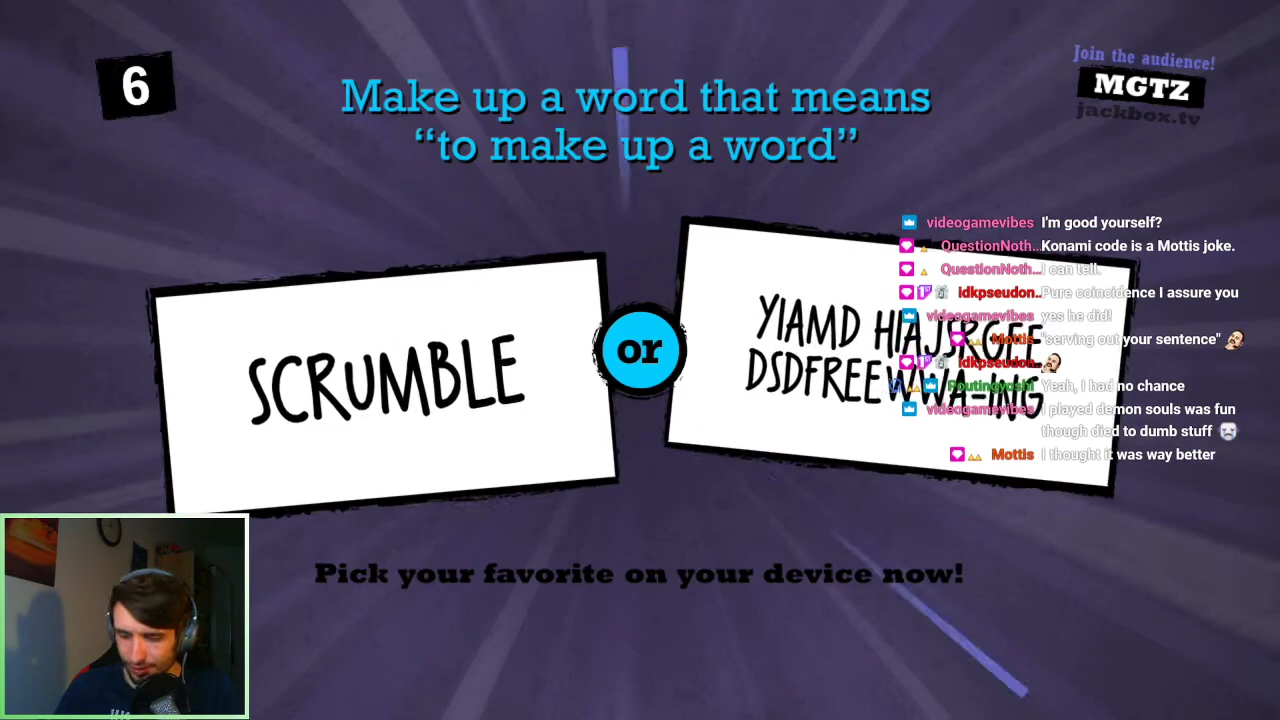 6
Make up a word that means
“to make up a word”
Join the audience!
MGTZ
jackbox.tv
SCRUMBLE
or
YIAMD HIAJSRGFF
DSDFREEWWA-ING
videogamevibes I'm good yourself?
QuestionNoth... Konami code is a Mottis joke.
QuestionNoth... I can tell.
idkpseudon.. Pure coincidence I assure you
videogamevibes yes he did!
Mottis "serving out your sentence"
idkpseudon..
Poutingyoshi Yeah, I had no chance
videogamevibes i played demon souls was fun
though died to dumb stuff
Mottis I thought it was way better
Pick your favorite on your device now!